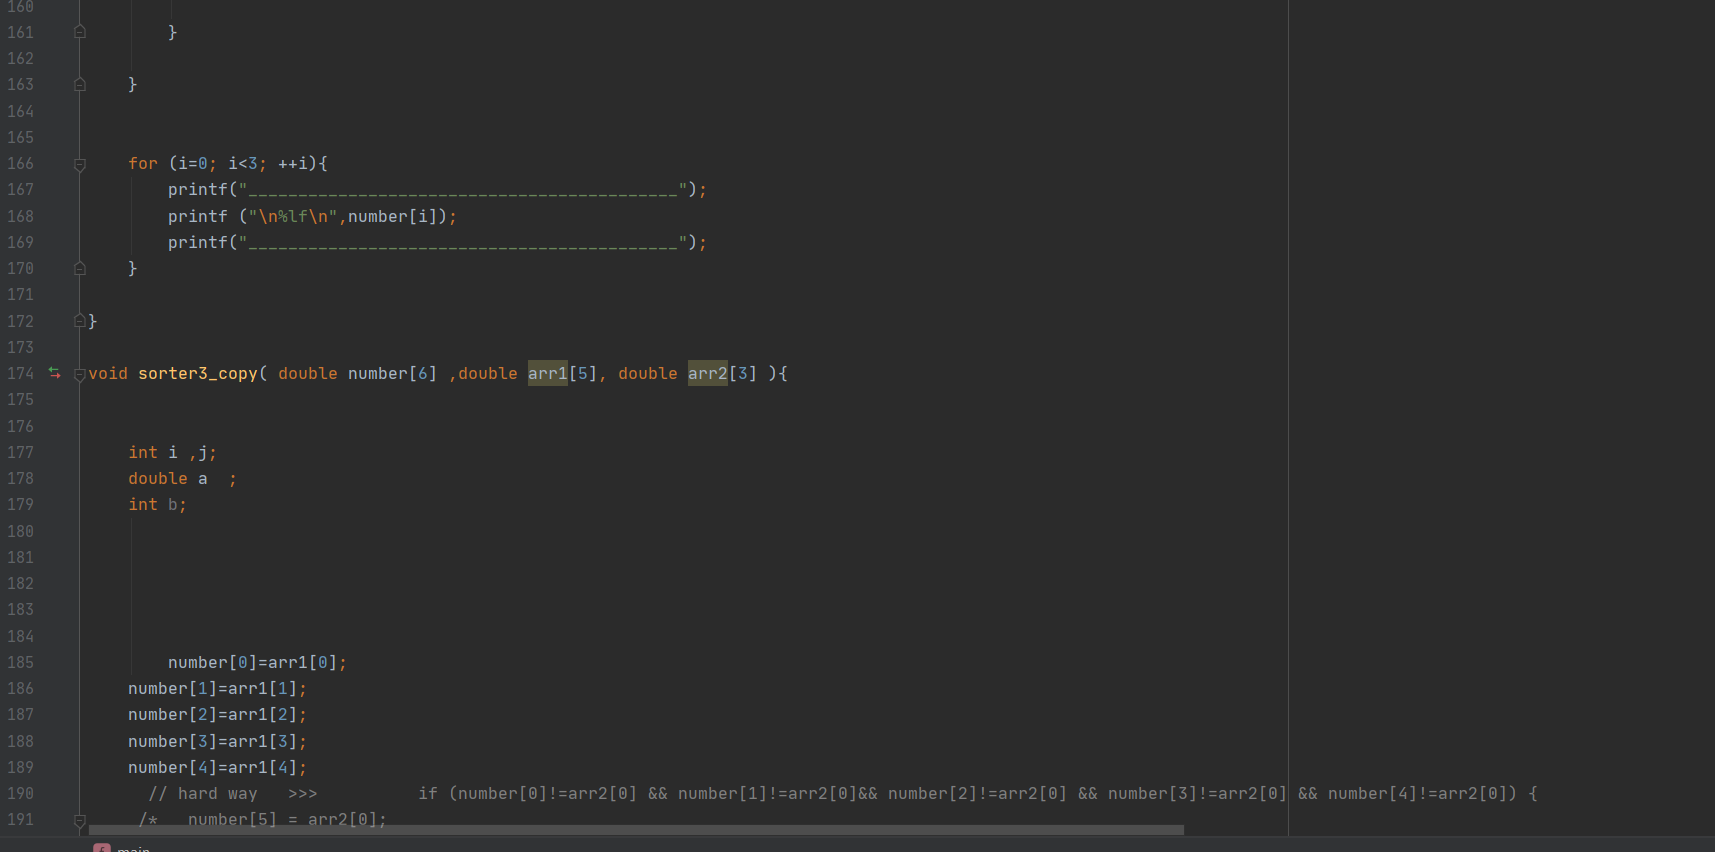 160
161 }
162
163 }
164
165
166 for (i=0; i<3; ++i){
167 printf("___________________________________________");
168 printf ("\n%lf\n",number[i]);
169 printf("___________________________________________");
170 }
171
172 }
173
174 void sorter3_copy( double number[6] ,double arr1[5], double arr2[3] ){
175
176
177 int i ,j;
178 double a  ;
179 int b;
180
181
182
183
184
185 number[0]=arr1[0];
186 number[1]=arr1[1];
187 number[2]=arr1[2];
188 number[3]=arr1[3];
189 number[4]=arr1[4];
190 // hard way   >>>          if (number[0]!=arr2[0] && number[1]!=arr2[0]&& number[2]!=arr2[0] && number[3]!=arr2[0] && number[4]!=arr2[0]) {
191 /*   number[5] = arr2[0];
f main